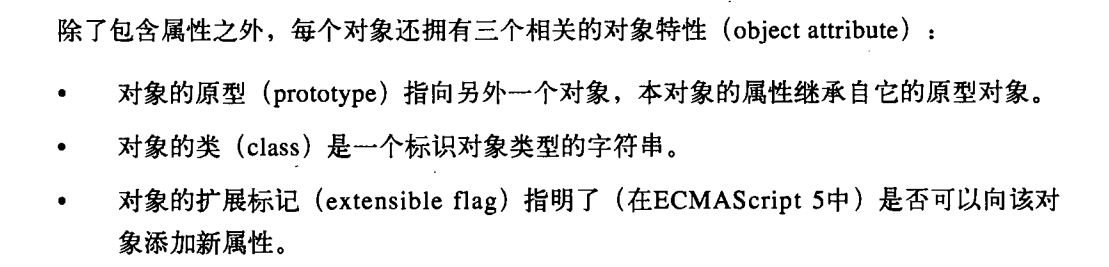 除了包含属性之外，每个对象还拥有三个相关的对象特性（object attribute）：
• 对象的原型（prototype）指向另外一个对象，本对象的属性继承自它的原型对象。
• 对象的类（class）是一个标识对象类型的字符串。
• 对象的扩展标记（extensible flag）指明了（在ECMAScript 5中）是否可以向该对
象添加新属性。